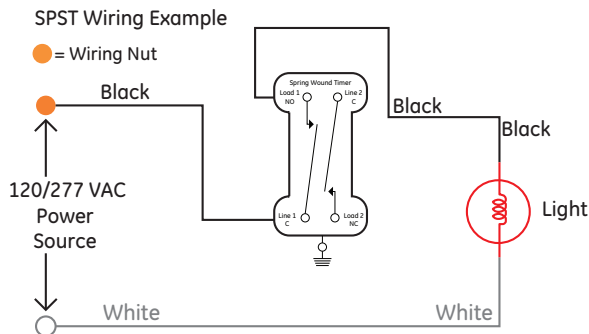 SPST Wiring Example
= Wiring Nut
Black
Spring Wound Timer
Load 1
NO
Line 2
C
Black
Black
120/277 VAC
Power
Source
Line 1
C
Load 2
NC
Light
White
White